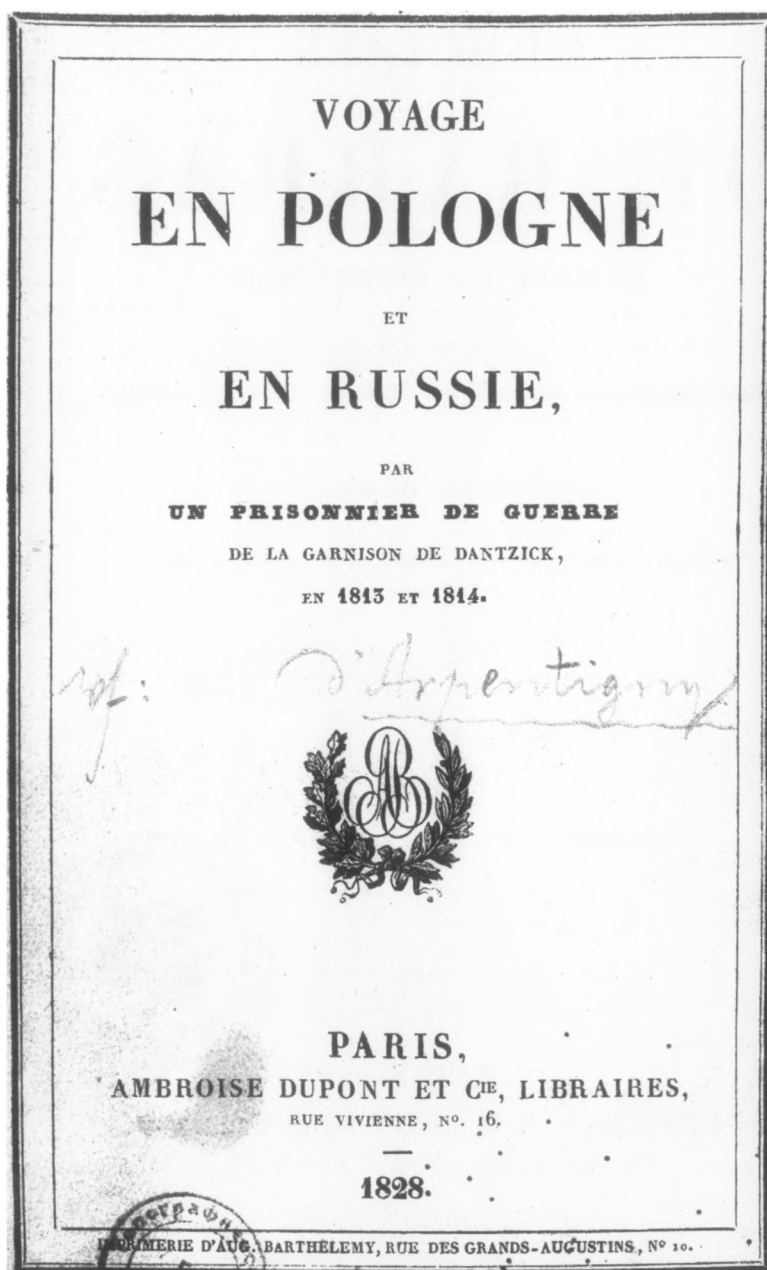 VOYAGE
EN POLOGNE
ET
EN RUSSIE,
PAR
UN PRISONNIER DE GUERRE
DE LA GARNISON DE DANTZICK,
EN 1813 ET 1814.
d'Arpentigny
PARIS,
AMBROISE DUPONT ET CIE, LIBRAIRES,
RUE VIVIENNE, Nº. 16.
1828.
IMPRIMERIE D'AUG. BARTHÉLEMY, RUE DES GRANDS-AUGUSTINS, Nº 10.